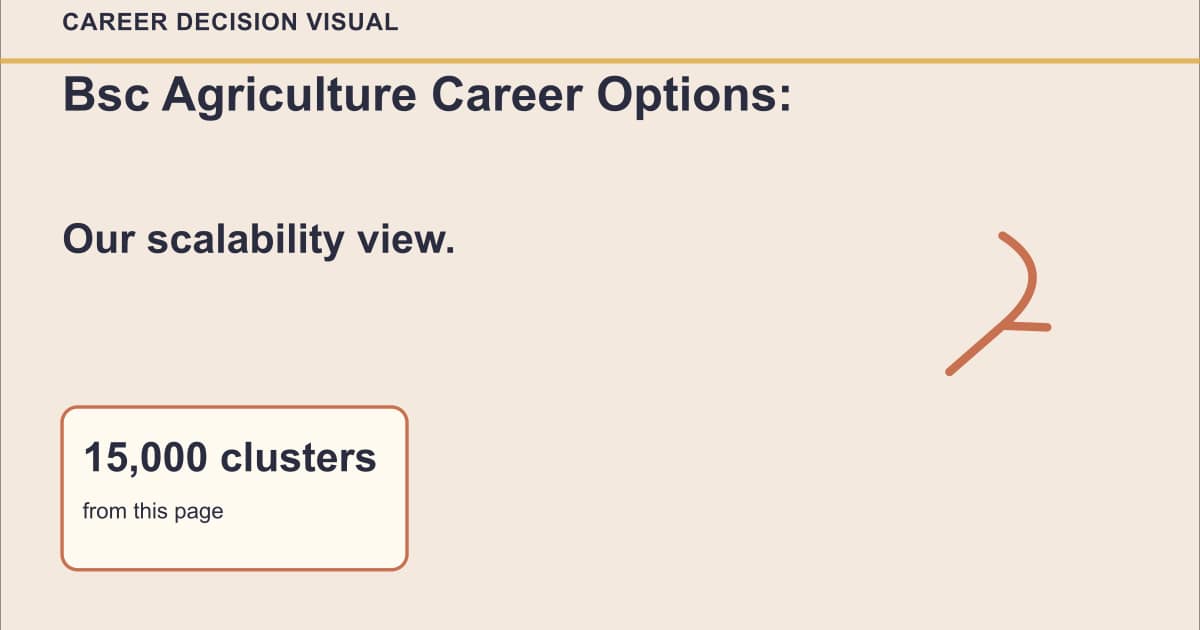 CAREER DECISION VISUAL
Bsc Agriculture Career Options:
Our scalability view.
15,000 clusters
from this page